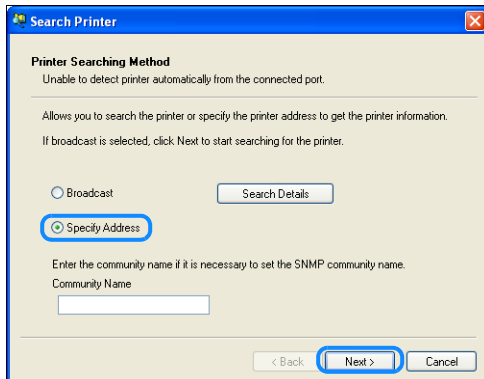 Search Printer
Printer Searching Method
Unable to detect printer automatically from the connected port.
Allows you to search the printer or specify the printer address to get the printer information.
If broadcast is selected, click Next to start searching for the printer.
Broadcast
Search Details
Specify Address
Enter the community name if it is necessary to set the SNMP community name.
Community Name
< Back
Next >
Cancel